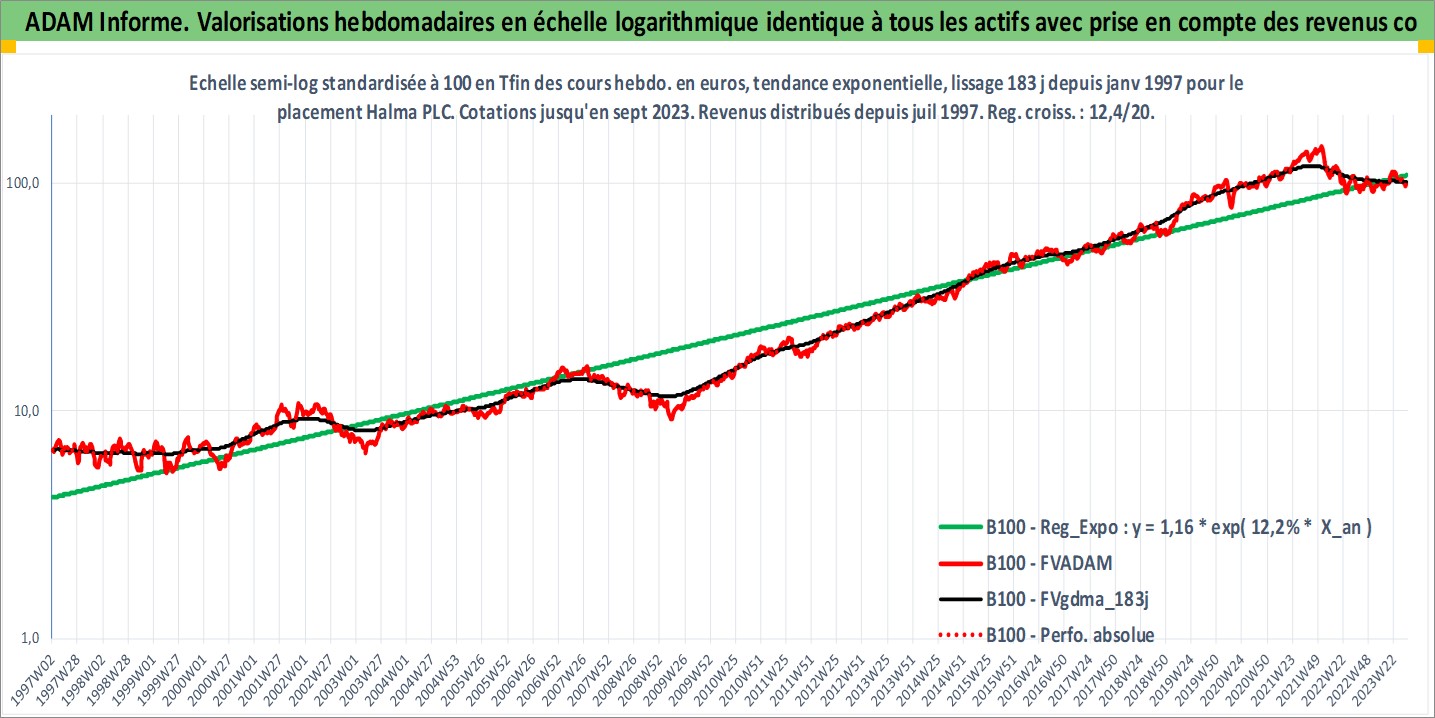 ADAM Informe. Valorisations hebdomadaires en échelle logarithmique identique à tous les actifs avec prise en compte des revenus co
Echelle semi-log standardisée à 100 en Tfin des cours hebdo. en euros, tendance exponentielle, lissage 183 j depuis janv 1997 pour le
placement Halma PLC. Cotations jusqu'en sept 2023. Revenus distribués depuis juil 1997. Reg. croiss. : 12,4/20.
100,0
10,0
1,0
B100 - Reg_Expo : y = 1,16 * exp( 12,2% * X_an )
B100 - FVADAM
B100 - FVgdma_183j
B100 - Perfo. absolue
1997W02
1997W28
1998W02
1998W28
1999W01
1999W27
2000W01
2000W27
2001W01
2001W27
2002W01
2002W27
2003W01
2003W27
2004W01
2004W27
2004W53
2005W26
2005W52
2006W26
2006W52
2007W26
2007W52
2008W26
2008W52
2009W26
2009W52
2010W25
2010W51
2011W25
2011W51
2012W25
2012W51
2013W25
2013W51
2014W25
2014W51
2015W25
2015W51
2016W24
2016W50
2017W24
2017W50
2018W24
2018W50
2019W24
2019W50
2020W24
2020W50
2021W23
2021W49
2022W22
2022W48
2023W22